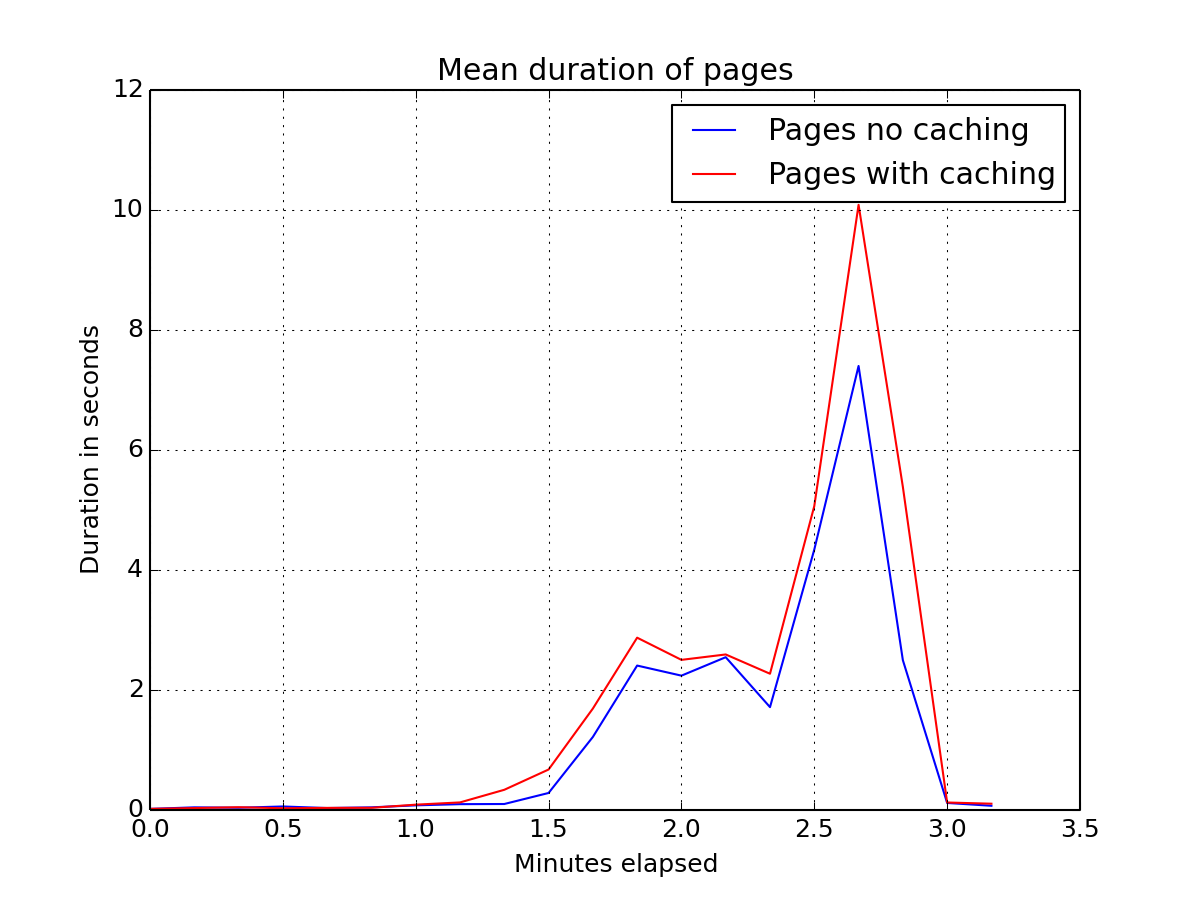 Mean duration of pages
Pages no caching
Pages with caching
Duration in seconds
12
10
8
6
4
2
0
0.0 0.5 1.0 1.5 2.0 2.5 3.0 3.5
Minutes elapsed